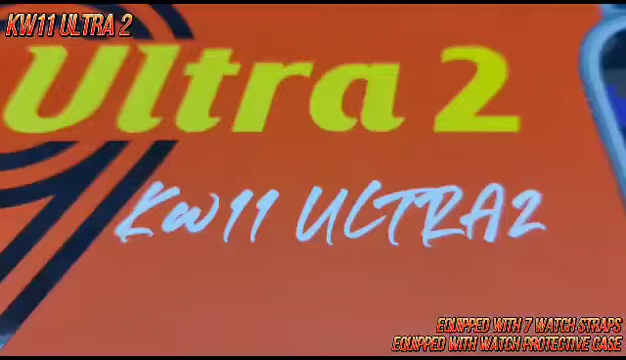 KW11 ULTRA 2
Ultra 2
KW11 ULTRA2
EQUIPPED WITH 7 WATCH STRAPS
EQUIPPED WITH WATCH PROTECTIVE CASE